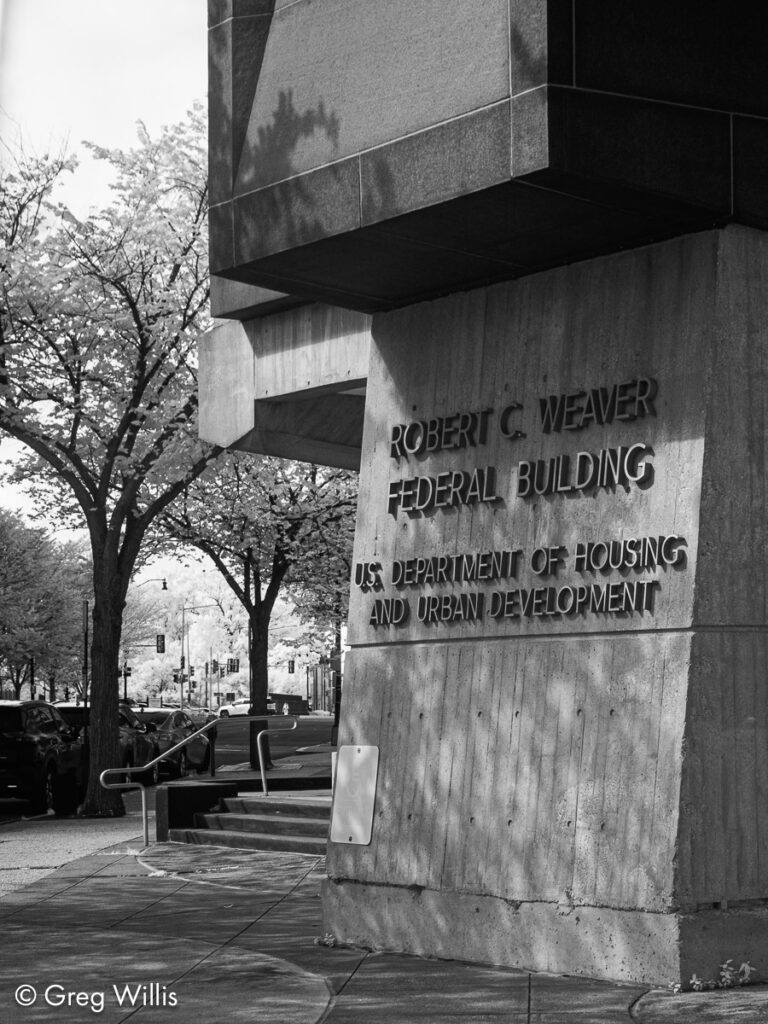 ROBERT C. WEAVER
FEDERAL BUILDING
U.S. DEPARTMENT OF HOUSING
AND URBAN DEVELOPMENT
© Greg Willis